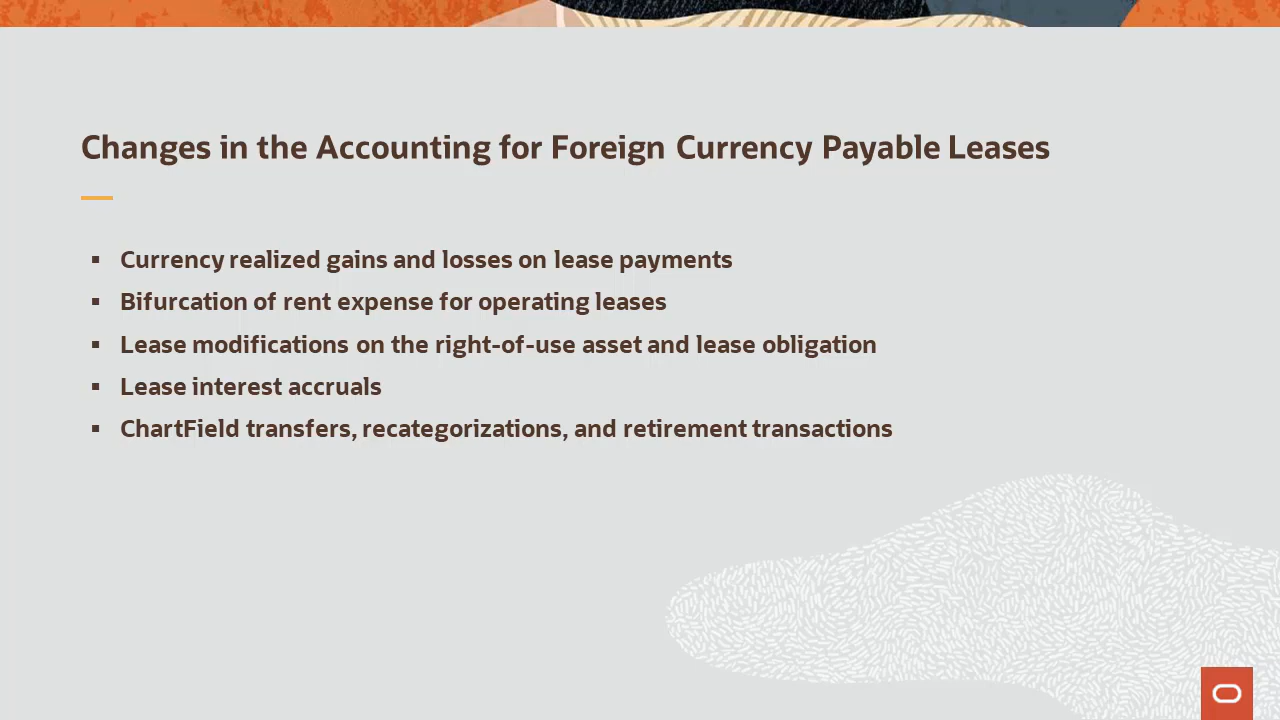 Changes in the Accounting for Foreign Currency Payable Leases
▪ Currency realized gains and losses on lease payments
▪ Bifurcation of rent expense for operating leases
▪ Lease modifications on the right-of-use asset and lease obligation
▪ Lease interest accruals
▪ ChartField transfers, recategorizations, and retirement transactions